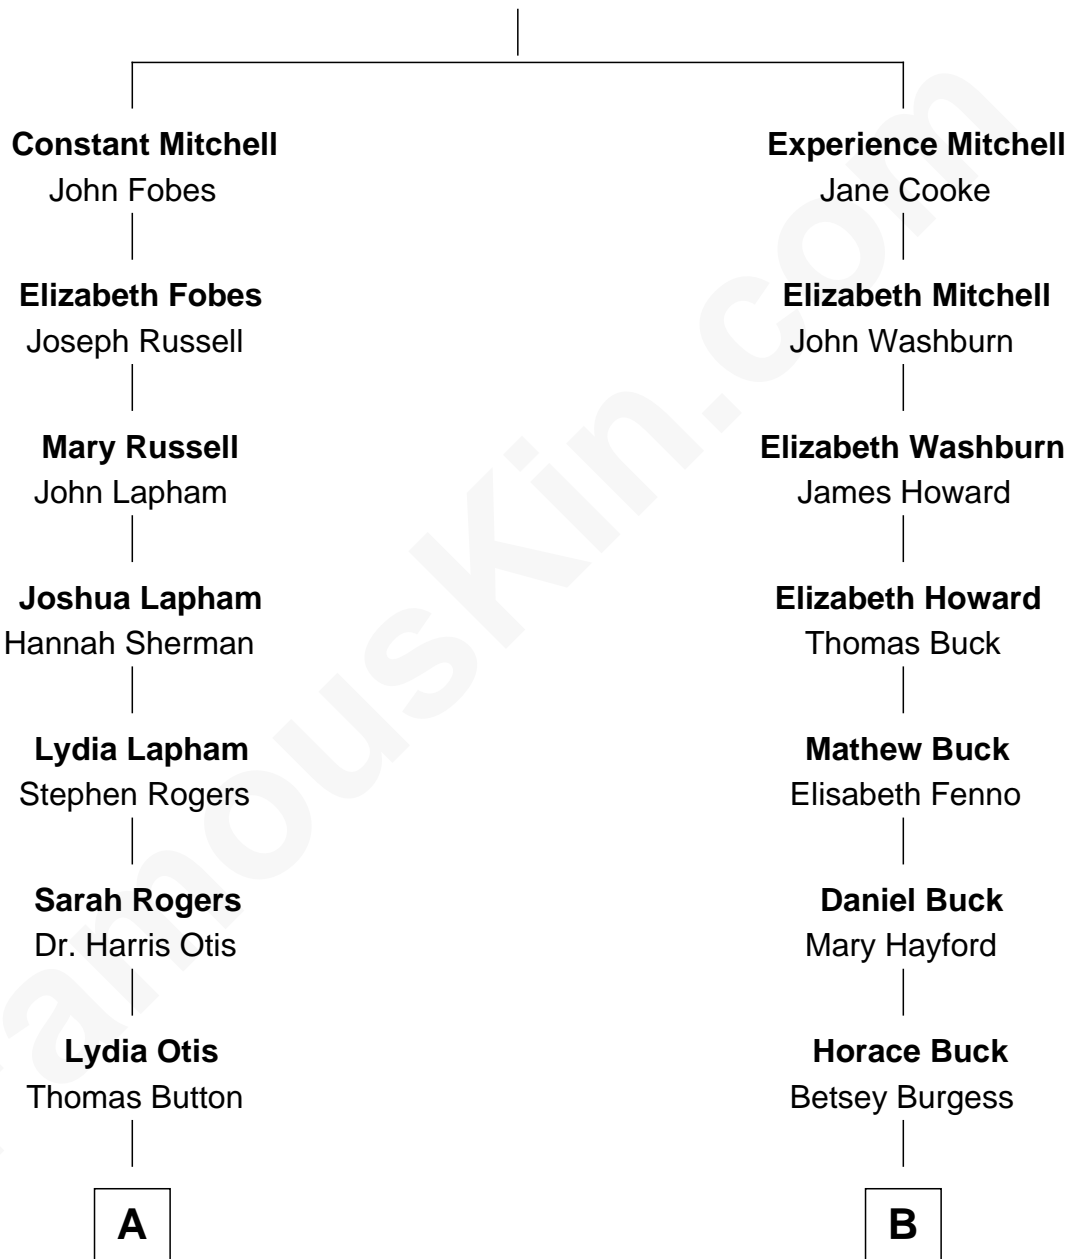 Constant Mitchell
John Fobes
Elizabeth Fobes
Joseph Russell
Mary Russell
John Lapham
Joshua Lapham
Hannah Sherman
Lydia Lapham
Stephen Rogers
Sarah Rogers
Dr. Harris Otis
Lydia Otis
Thomas Button
A
Experience Mitchell
Jane Cooke
Elizabeth Mitchell
John Washburn
Elizabeth Washburn
James Howard
Elizabeth Howard
Thomas Buck
Mathew Buck
Elisabeth Fenno
Daniel Buck
Mary Hayford
Horace Buck
Betsey Burgess
B
famouskin.com